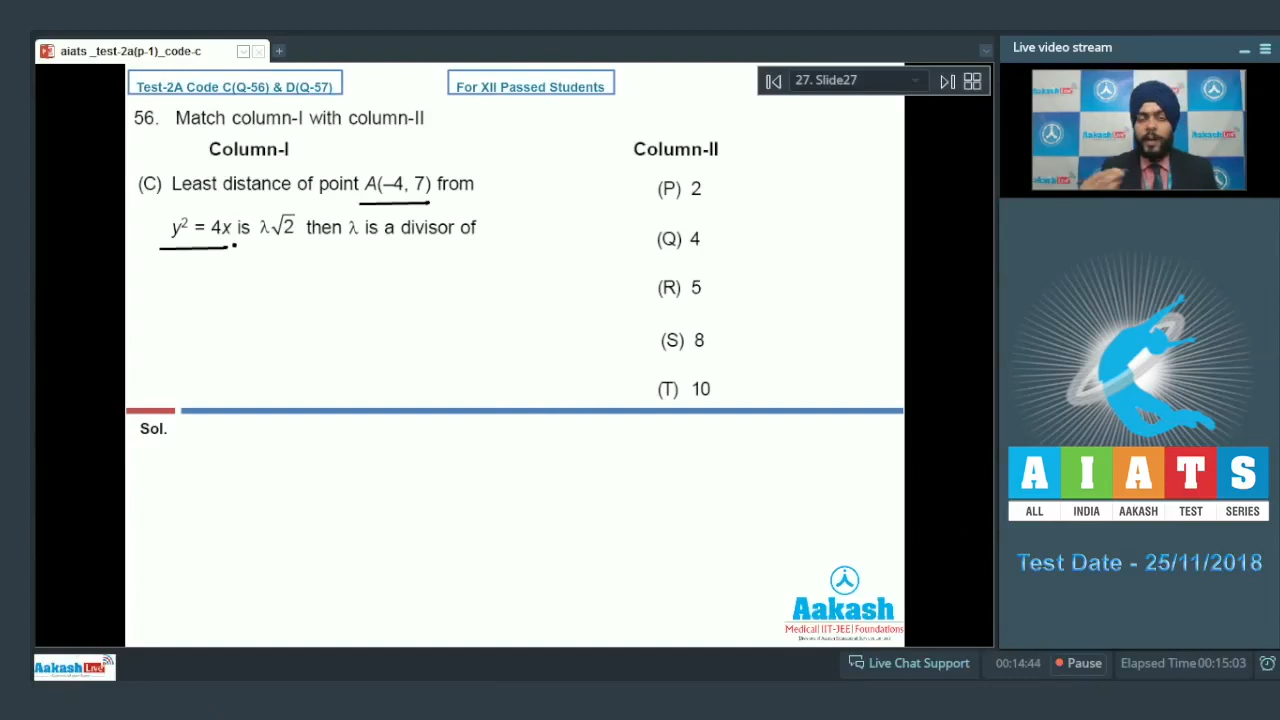 aiats _test-2a(p-1)_code-c
Live video stream
Test-2A Code C(Q-56) & D(Q-57)
For XII Passed Students
27. Slide27
56. Match column-I with column-II
Column-I
Column-II
(C) Least distance of point A(–4, 7) from
y² = 4x is λ√2 then λ is a divisor of
(P) 2
(Q) 4
(R) 5
(S) 8
(T) 10
Sol.
Aakash
Medical|IIT-JEE|Foundations
AakashLive
AakashLive
A I A T S
ALL INDIA AAKASH TEST SERIES
Test Date - 25/11/2018
Aakash Live
Live Chat Support
00:14:44
Pause
Elapsed Time 00:15:03